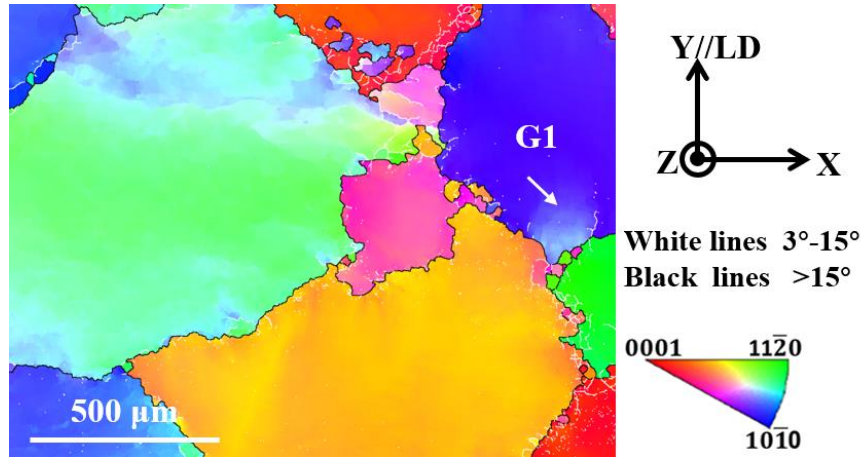 G1
500 μm
Y//LD
Z
X
White lines 3°-15°
Black lines >15°
0001
112̅0
101̅0